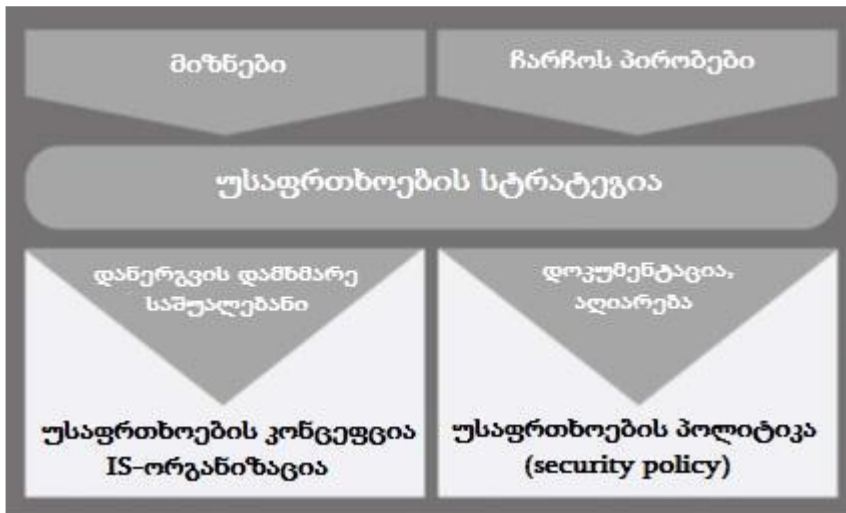 მიზნები
ჩარჩოს პირობები
უსაფრთხოების სტრატეგია
დანერგვის დამხმარე
საშუალებანი
დოკუმენტაცია,
აღიარება
უსაფრთხოების კონცეფცია
IS-ორგანიზაცია
უსაფრთხოების პოლიტიკა
(security policy)